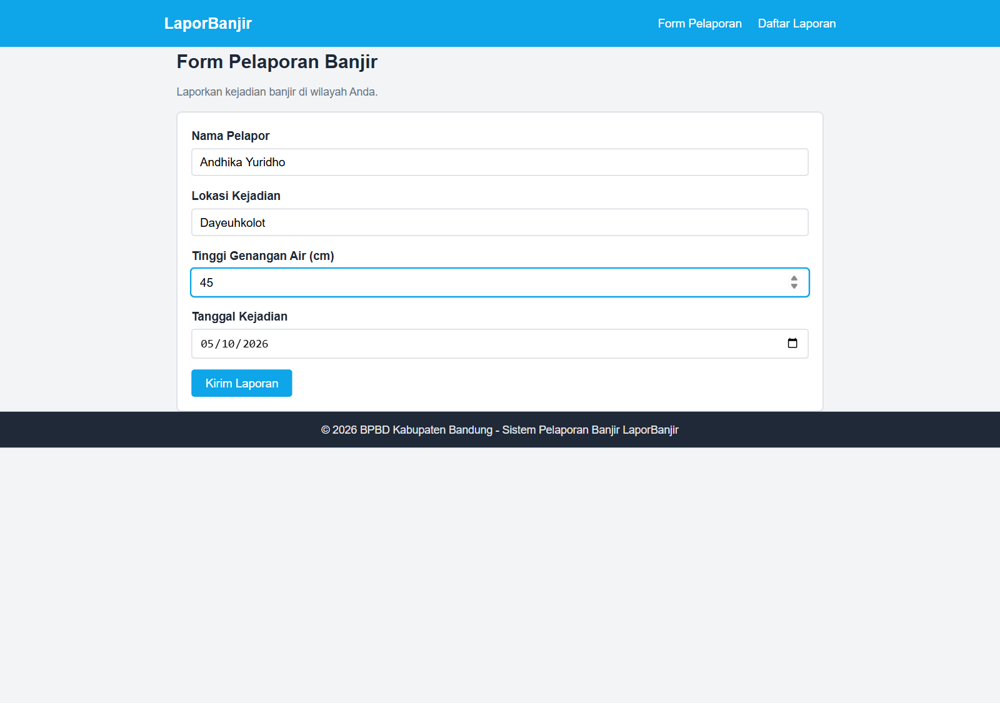 LaporBanjir
Form Pelaporan
Daftar Laporan
Form Pelaporan Banjir
Laporkan kejadian banjir di wilayah Anda.
Nama Pelapor
Andhika Yuridho
Lokasi Kejadian
Dayeuhkolot
Tinggi Genangan Air (cm)
45
Tanggal Kejadian
05/10/2026
Kirim Laporan
© 2026 BPBD Kabupaten Bandung - Sistem Pelaporan Banjir LaporBanjir